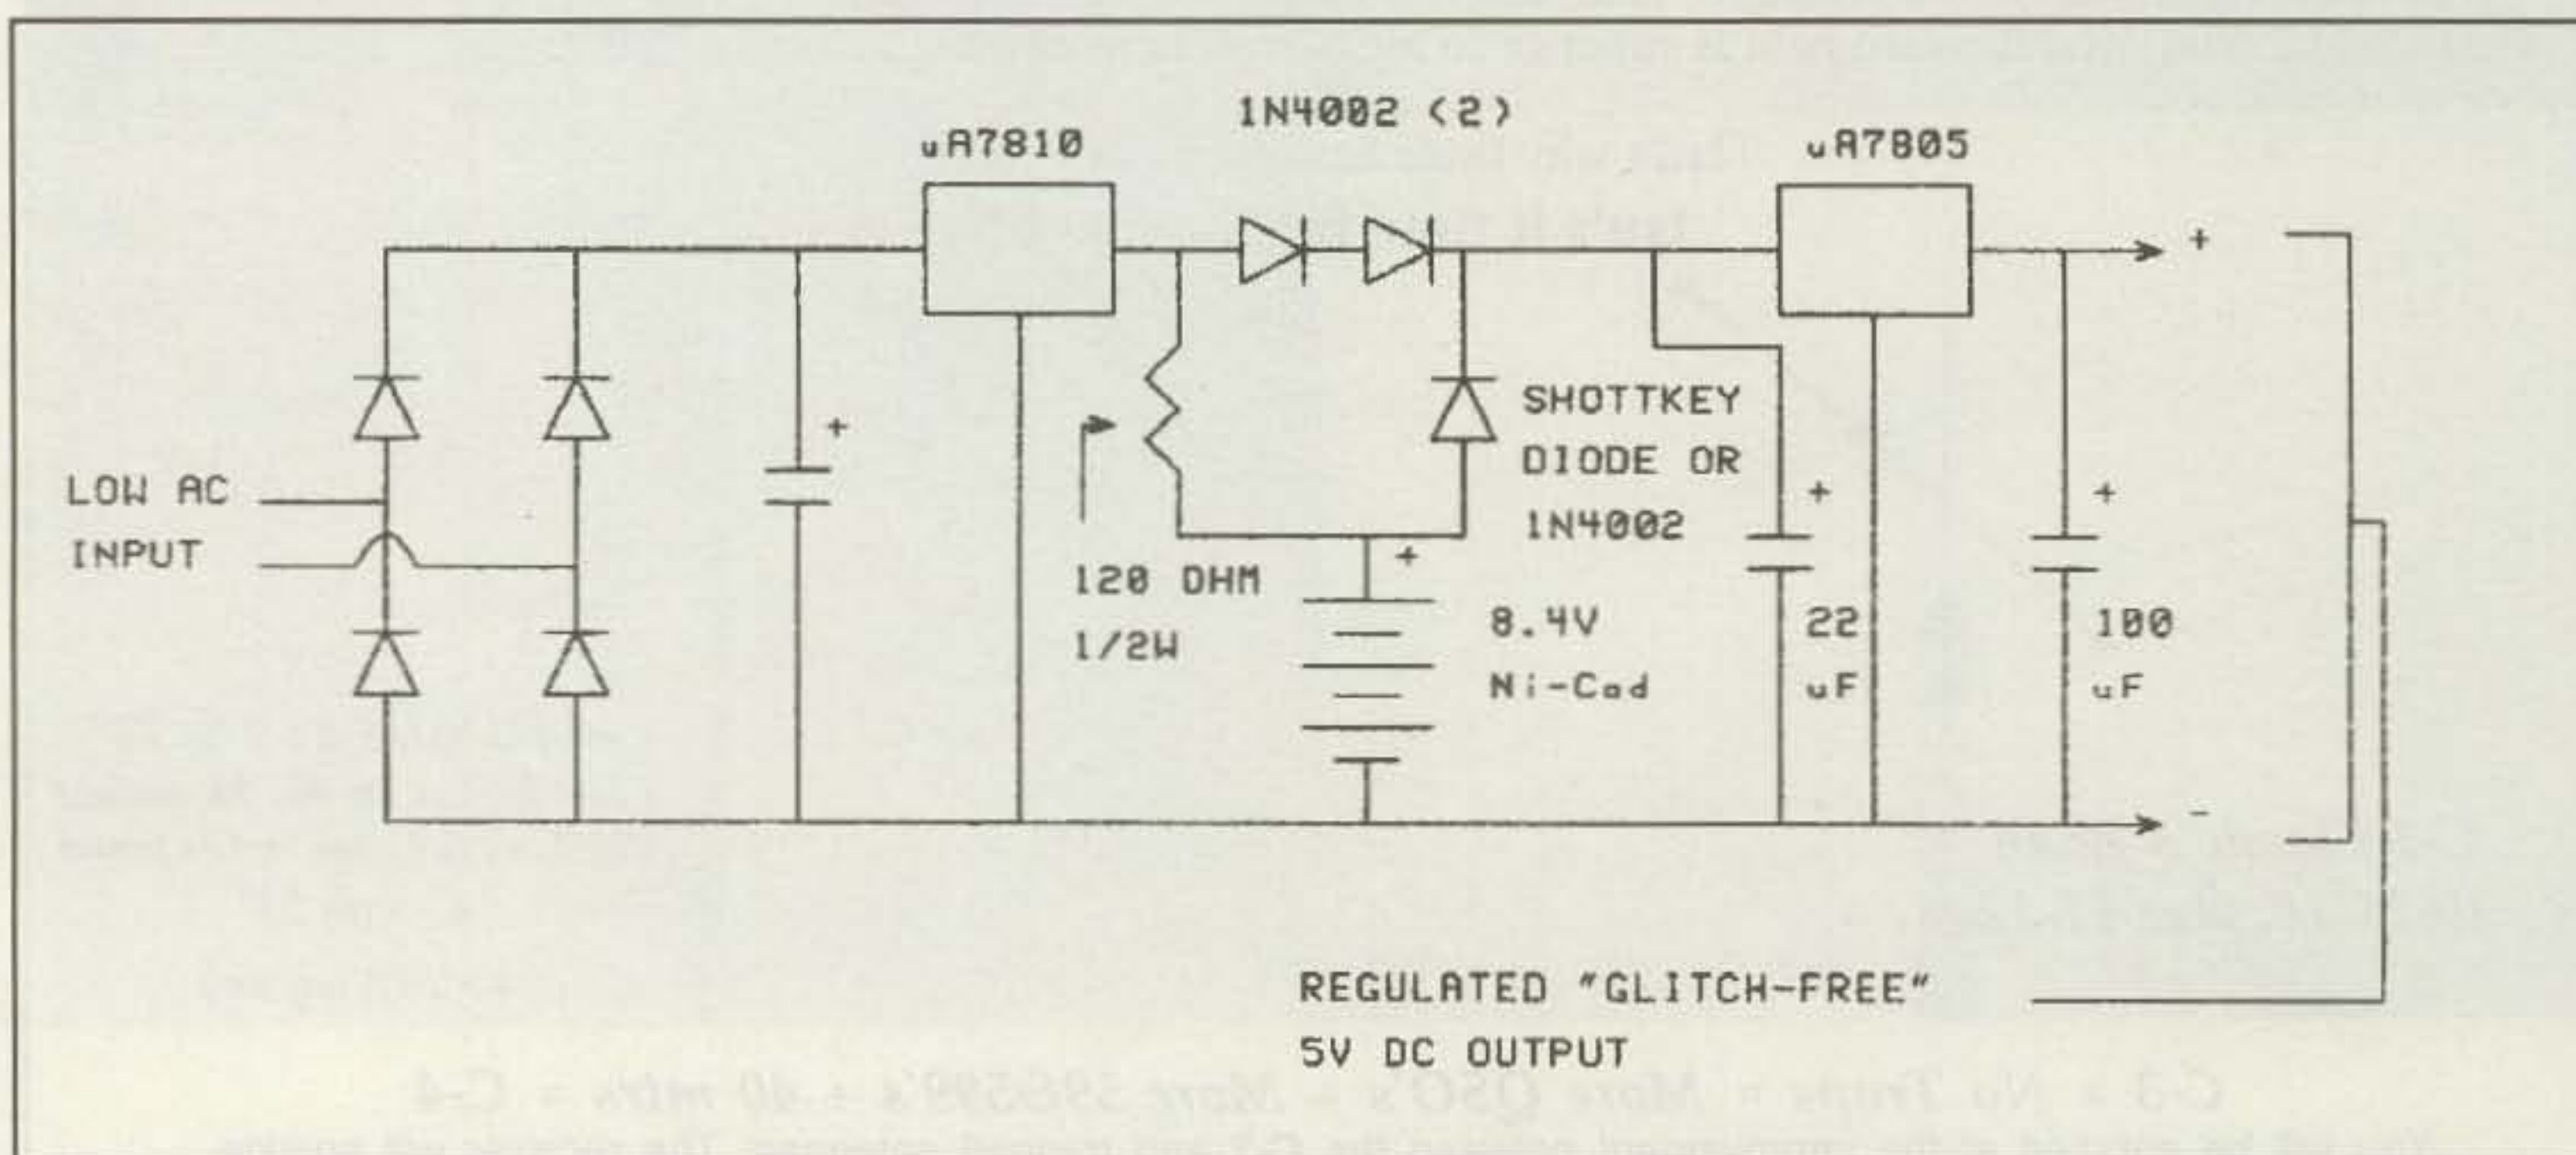 1N4002 (2)
uA7810
uA7805
+
+
SHOTTKEY
DIODE OR
1N4002
LOW AC
INPUT
+
+
+
120 OHM
1/2W
8.4V
Ni-Cad
22
uF
100
uF
-
REGULATED "GLITCH-FREE"
5V DC OUTPUT